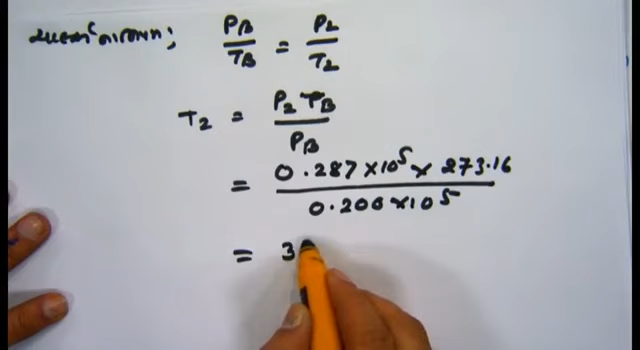 P_B/T_B = P_2/T_2
T_2 = P_2 T_B/P_B
= 0.287×10^5 × 273.16/0.200×10^5
= 3